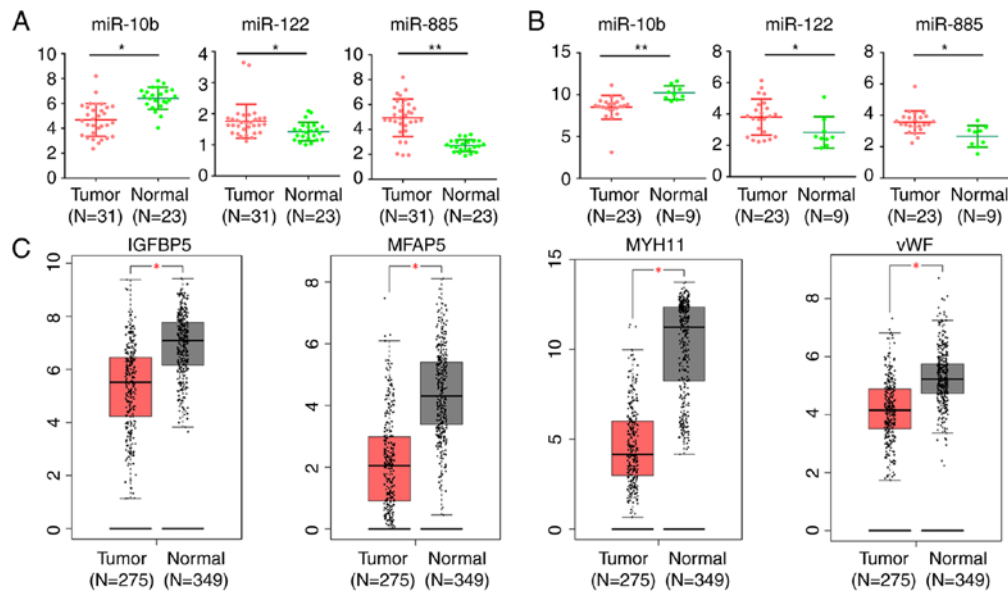 A
miR-10b
miR-122
miR-885
*
*
**
10
8
6
4
2
0
4
3
2
1
0
10
8
6
4
2
0
Tumor Normal
(N=31) (N=23)
Tumor Normal
(N=31) (N=23)
Tumor Normal
(N=31) (N=23)
B
miR-10b
miR-122
miR-885
**
*
*
15
10
5
0
8
6
4
2
0
8
6
4
2
0
Tumor Normal
(N=23) (N=9)
Tumor Normal
(N=23) (N=9)
Tumor Normal
(N=23) (N=9)
C
IGFBP5
*
10
8
6
4
2
0
Tumor Normal
(N=275) (N=349)
MFAP5
*
8
6
4
2
0
Tumor Normal
(N=275) (N=349)
MYH11
*
15
10
5
0
Tumor Normal
(N=275) (N=349)
vWF
*
8
6
4
2
0
Tumor Normal
(N=275) (N=349)